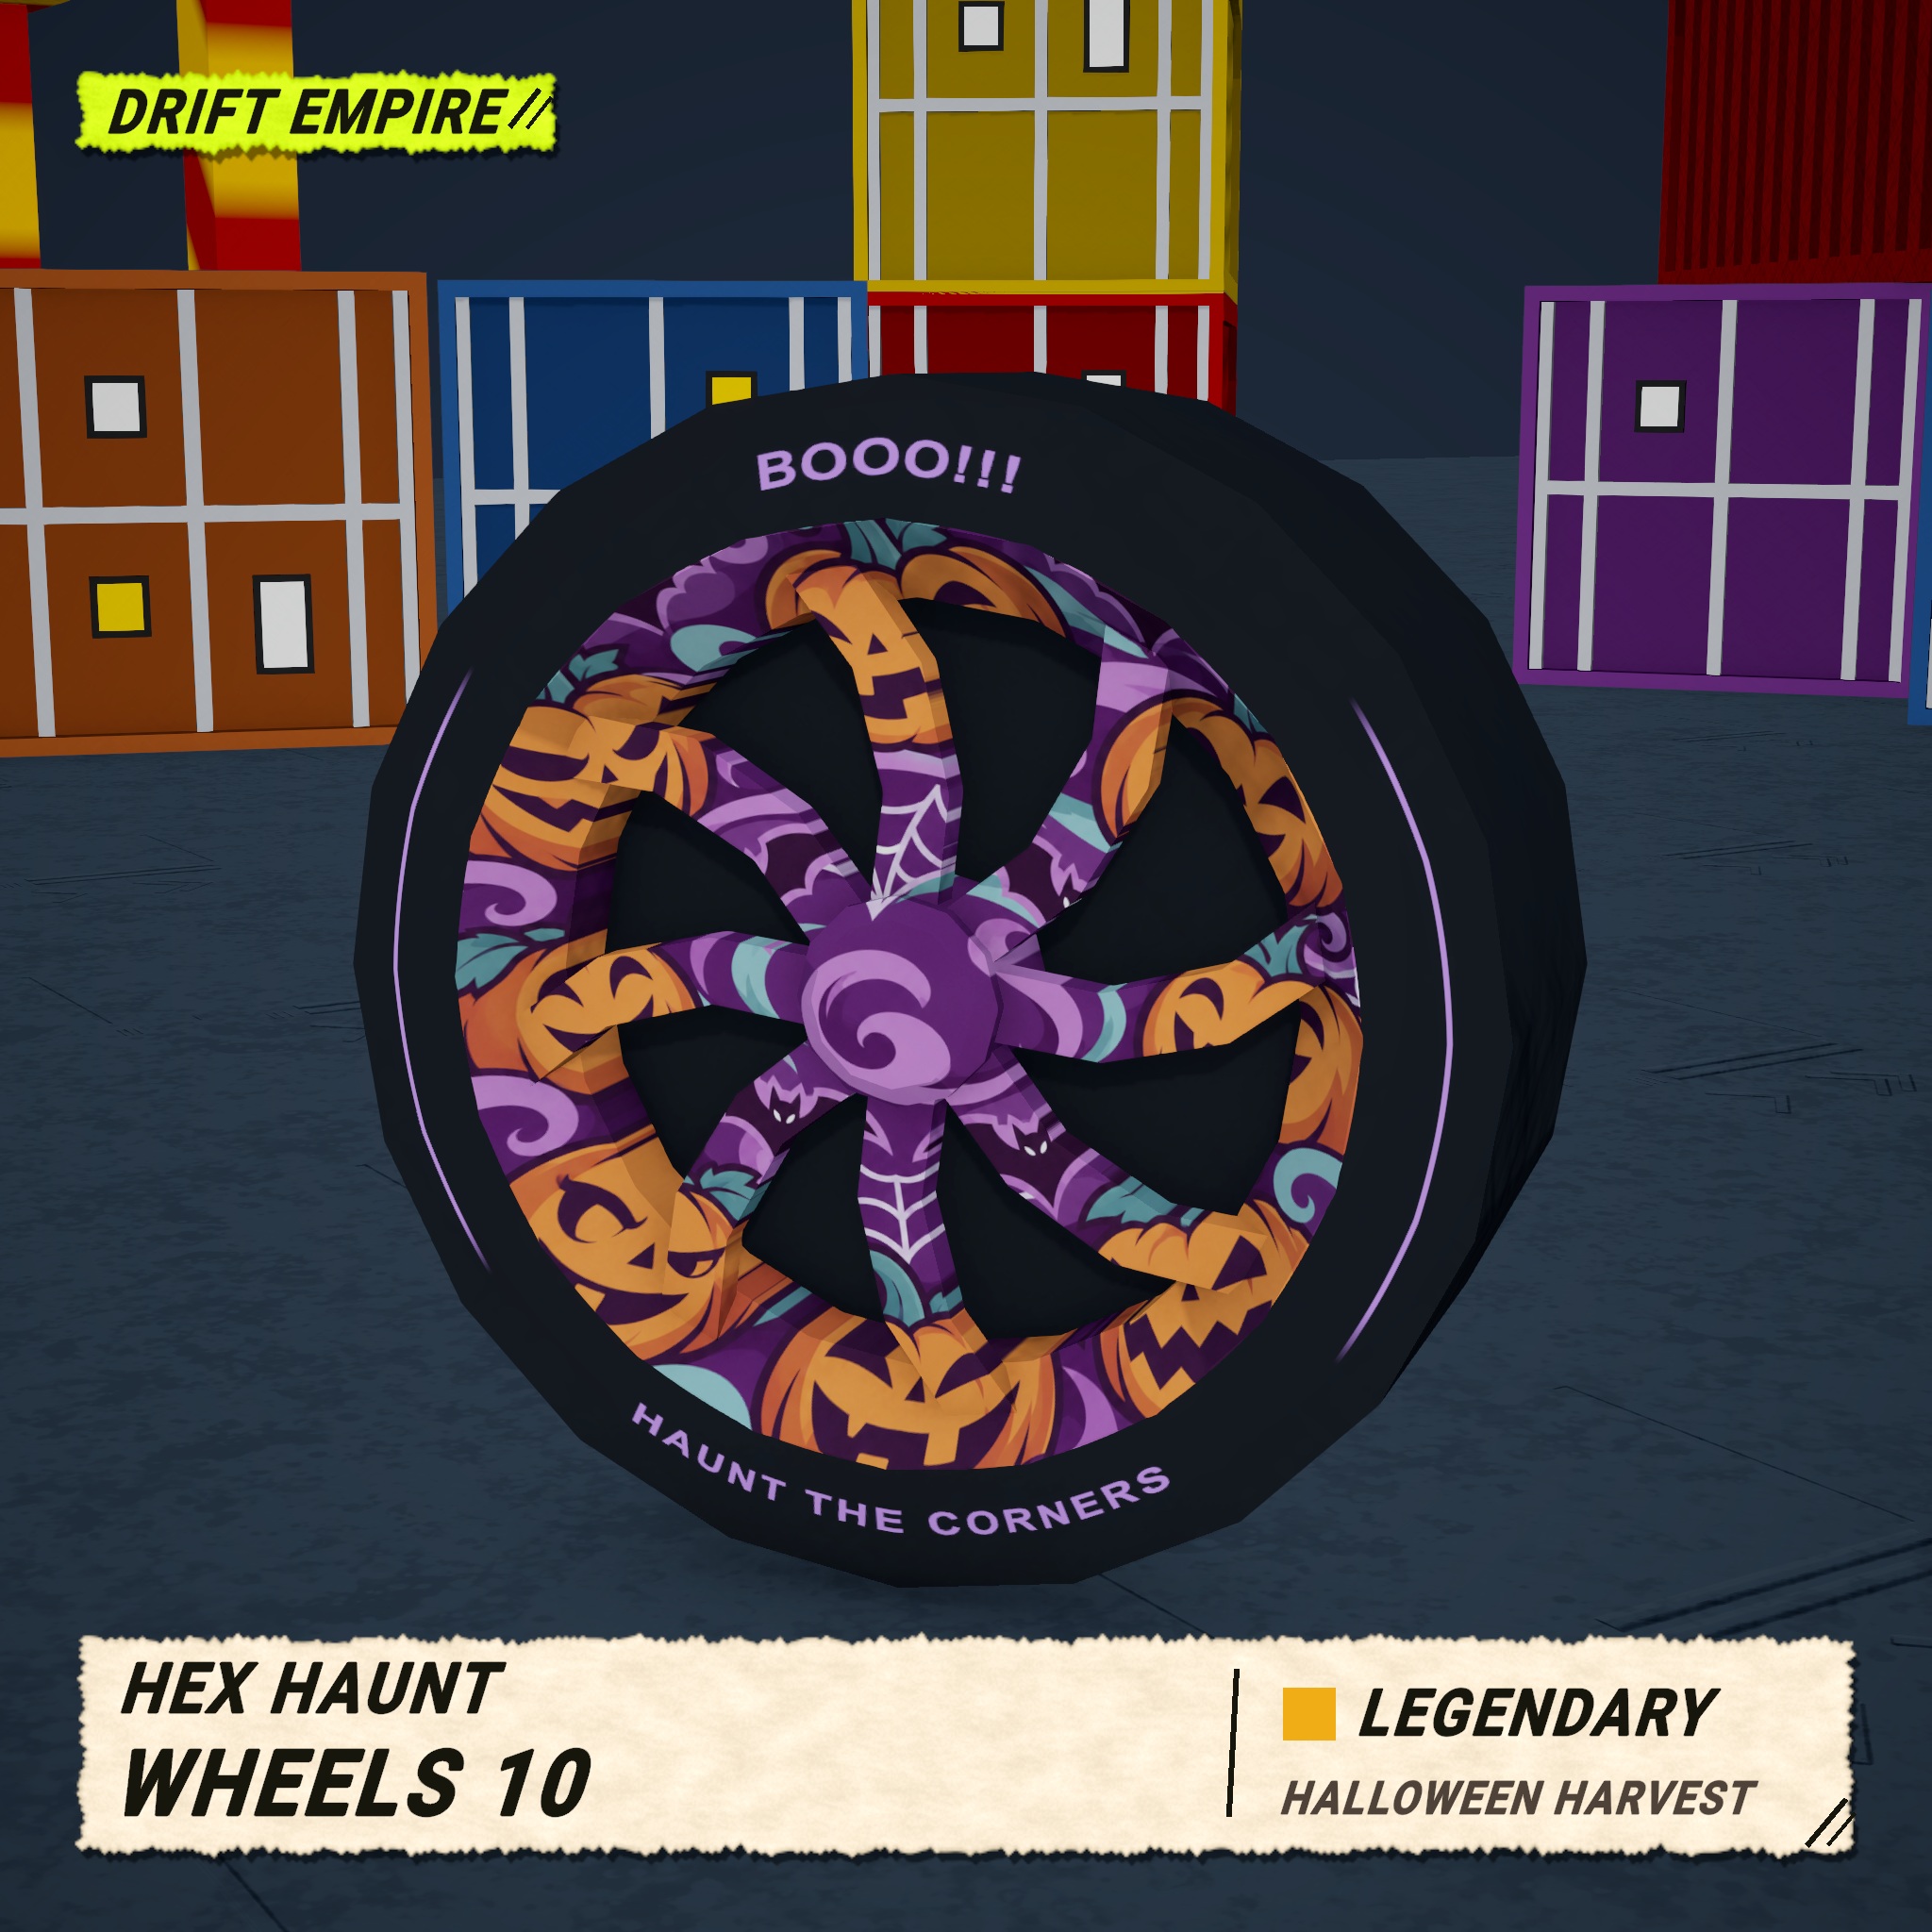 DRIFT EMPIRE//
BOOO!!!
HAUNT THE CORNERS
HEX HAUNT
WHEELS 10
LEGENDARY
HALLOWEEN HARVEST